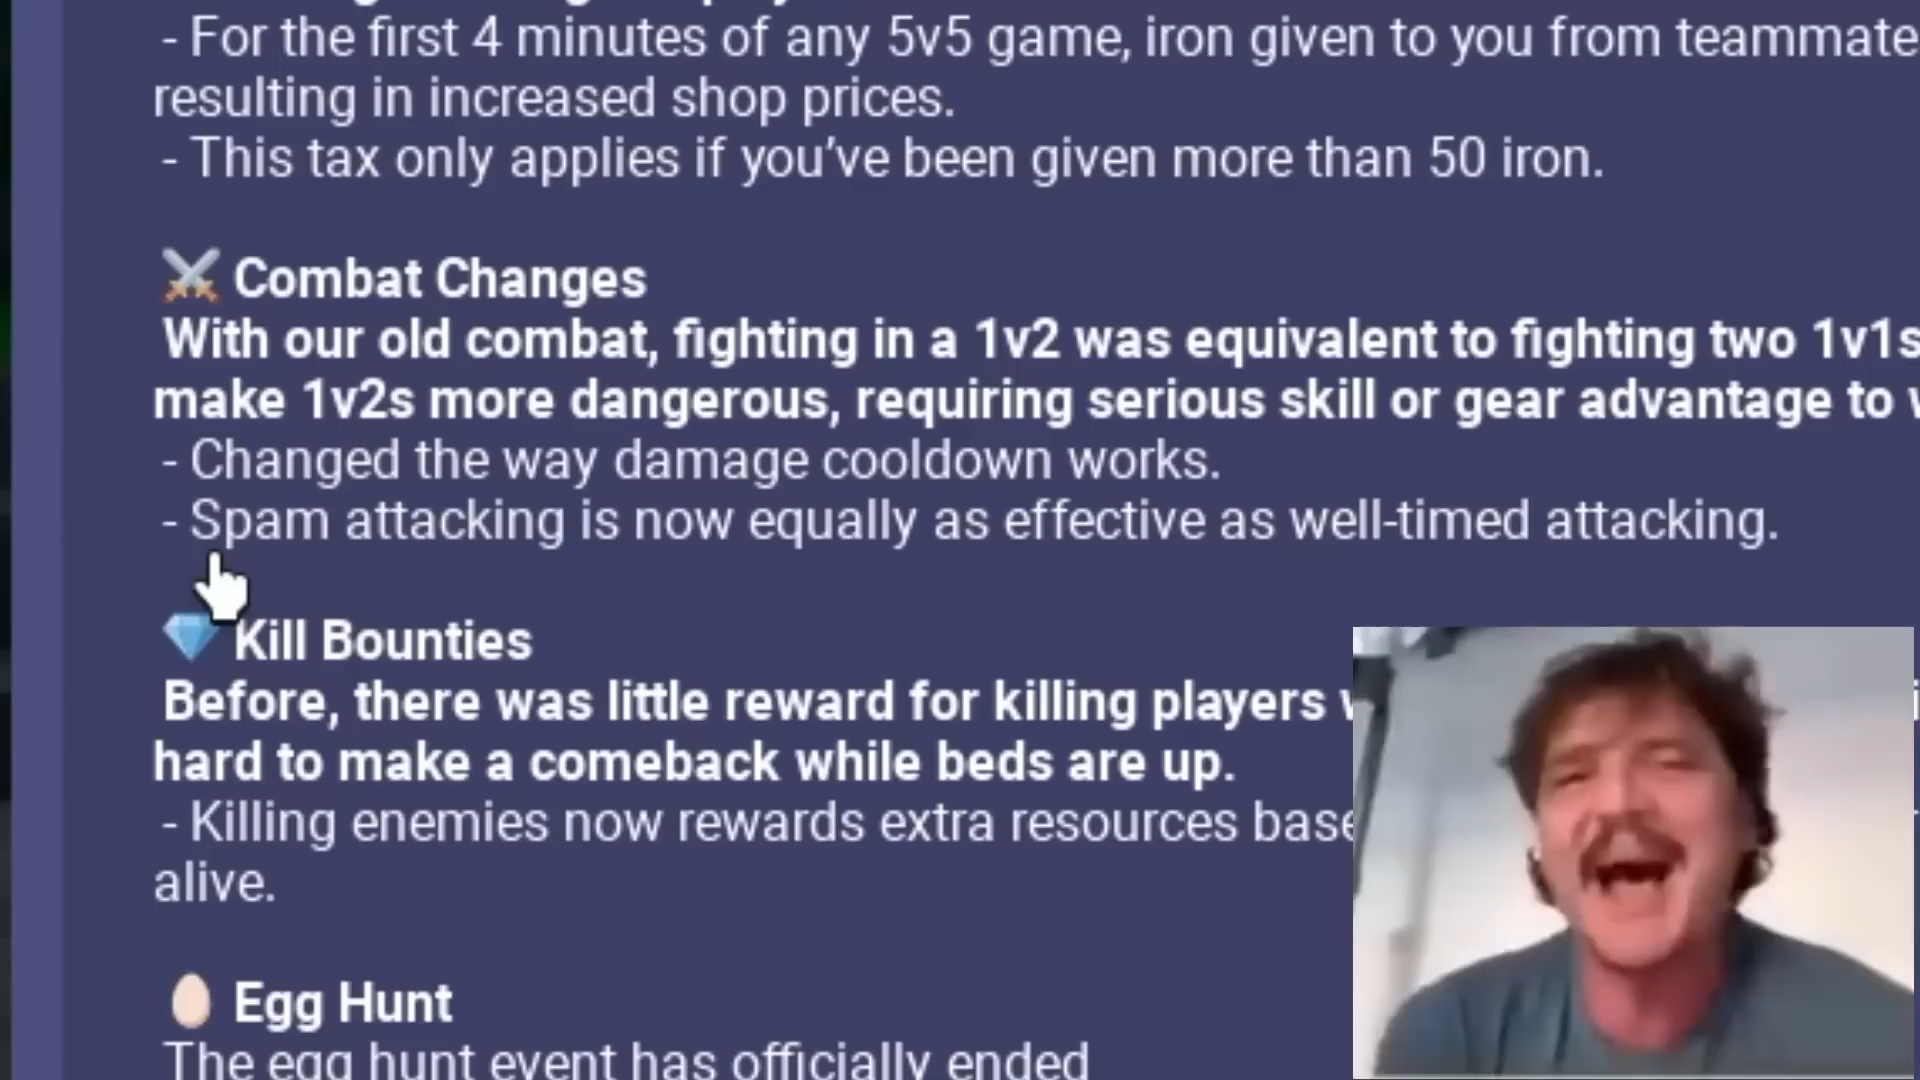 - For the first 4 minutes of any 5v5 game, iron given to you from teammate
resulting in increased shop prices.
- This tax only applies if you’ve been given more than 50 iron.
Combat Changes
With our old combat, fighting in a 1v2 was equivalent to fighting two 1v1s
make 1v2s more dangerous, requiring serious skill or gear advantage to
- Changed the way damage cooldown works.
- Spam attacking is now equally as effective as well-timed attacking.
Kill Bounties
Before, there was little reward for killing players
hard to make a comeback while beds are up.
- Killing enemies now rewards extra resources base
alive.
Egg Hunt
The egg hunt event has officially ended